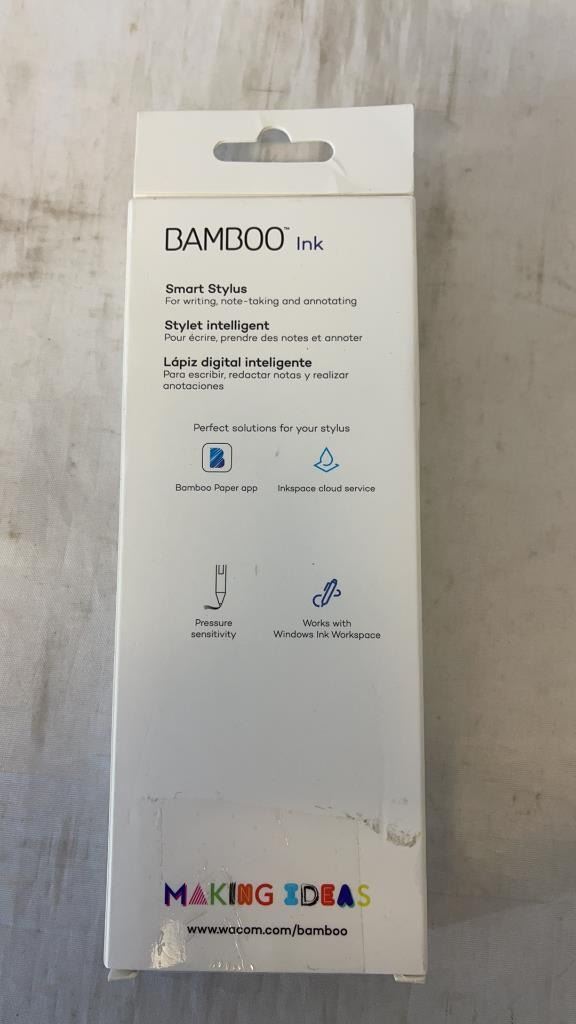 BAMBOO™ Ink
Smart Stylus
For writing, note-taking and annotating
Stylet intelligent
Pour écrire, prendre des notes et annoter
Lápiz digital inteligente
Para escribir, redactar notas y realizar
anotaciones
Perfect solutions for your stylus
Bamboo Paper app
Inkspace cloud service
Pressure
sensitivity
Works with
Windows Ink Workspace
MAKING IDEAS
www.wacom.com/bamboo